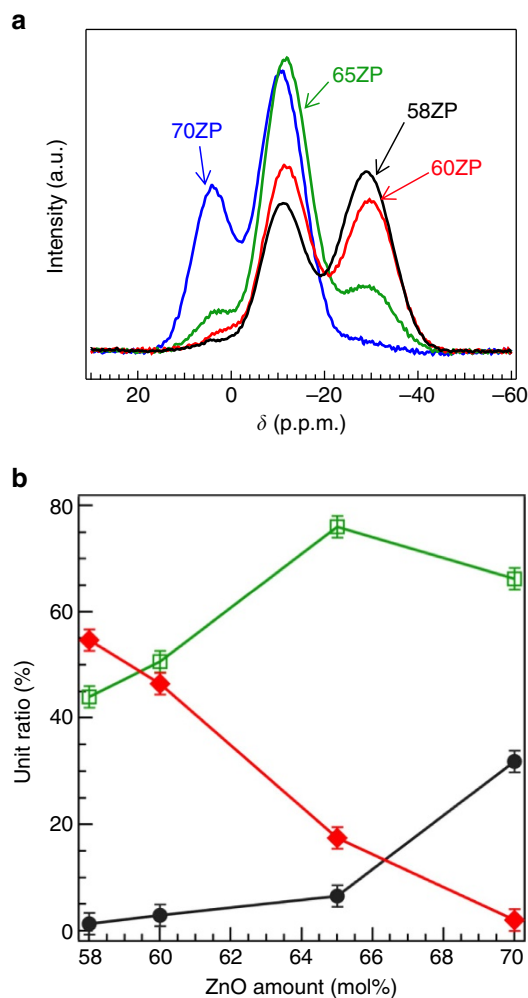 a
65ZP
70ZP
58ZP
60ZP
Intensity (a.u.)
20 0 –20 –40 –60
δ (p.p.m.)
b
80
60
40
20
0
Unit ratio (%)
58 60 62 64 66 68 70
ZnO amount (mol%)